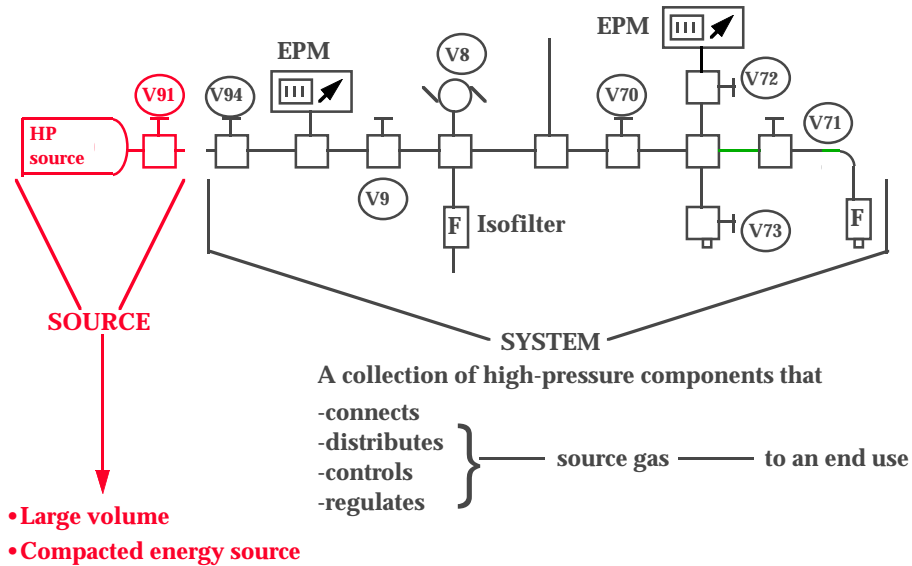 EPM
EPM
V8
V91
V94
V70
V72
V71
HP
source
V9
F Isofilter
V73
F
SOURCE
SYSTEM
A collection of high-pressure components that
-connects
-distributes
-controls
-regulates
source gas
to an end use
•Large volume
•Compacted energy source